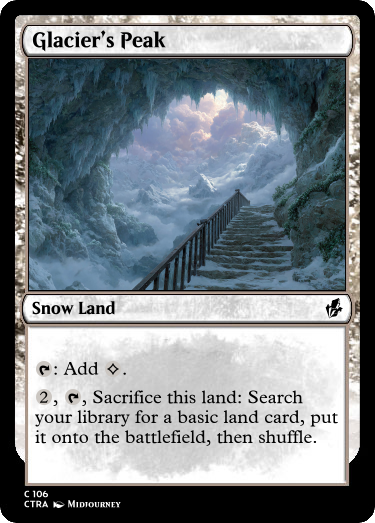 Glacier's Peak
Snow Land
: Add .
2, , Sacrifice this land: Search
your library for a basic land card, put
it onto the battlefield, then shuffle.
C 106
CTRA Midjourney